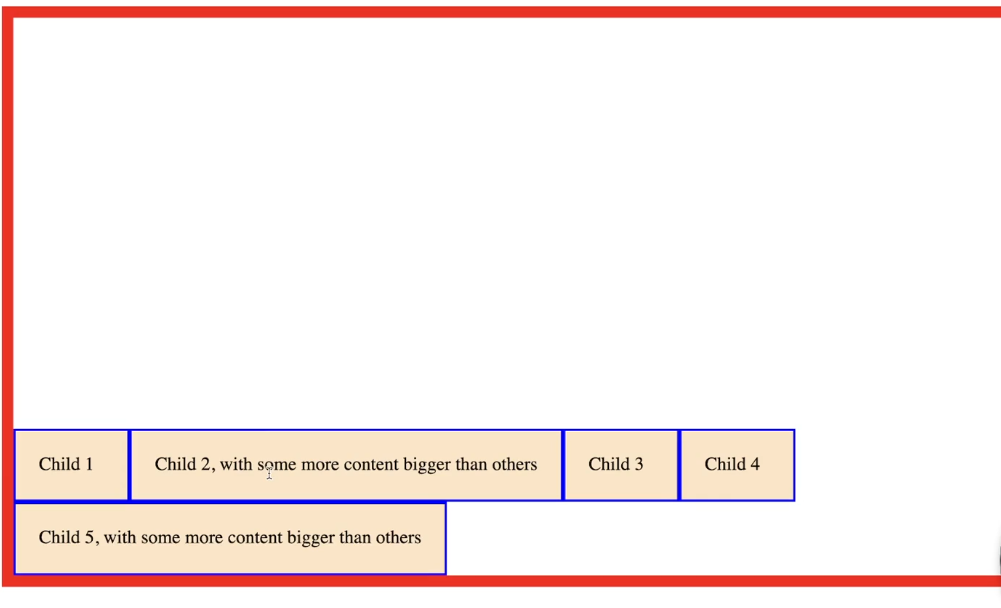 Child 1
Child 2, with some more content bigger than others
Child 3
Child 4
Child 5, with some more content bigger than others